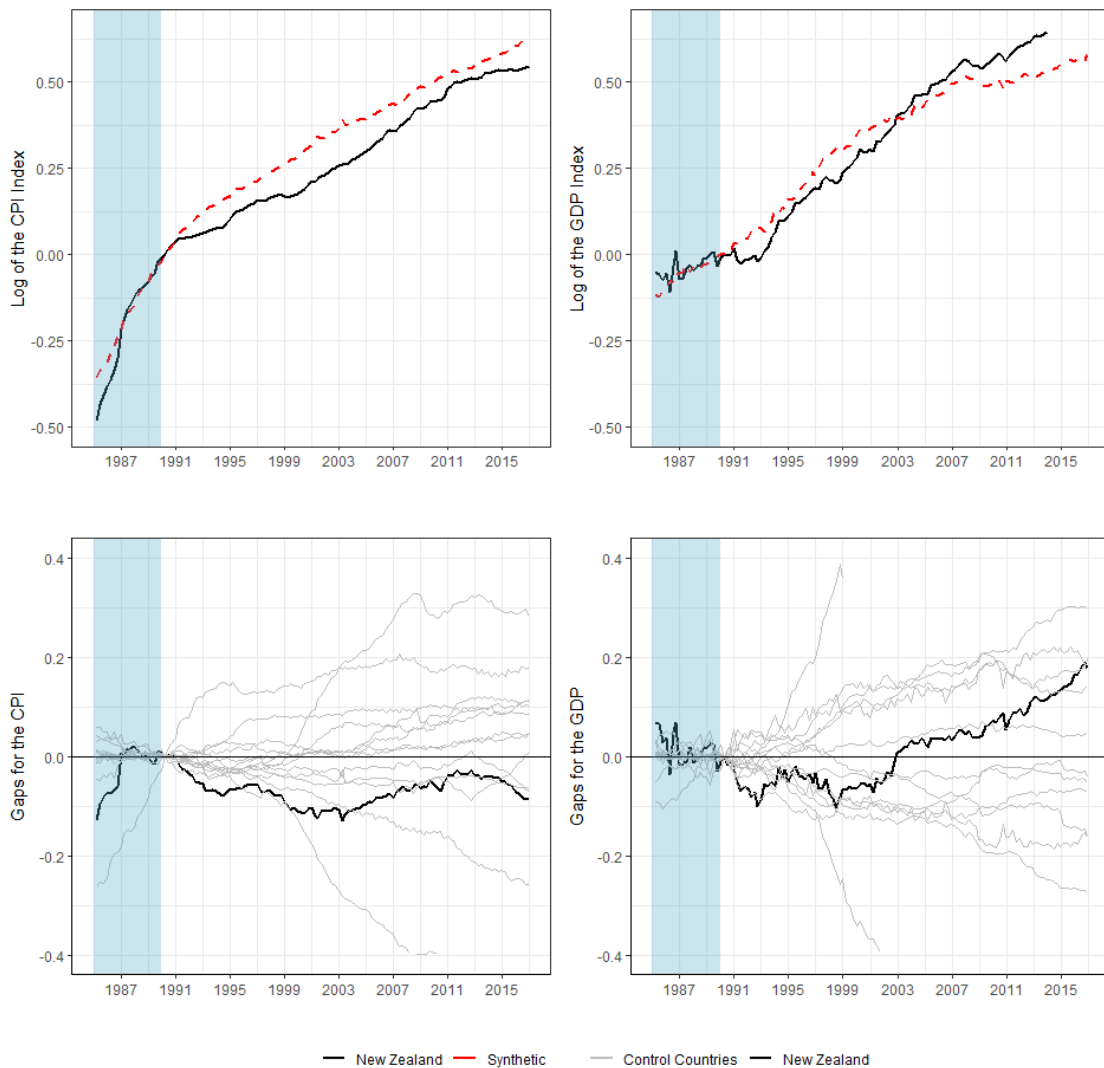 Log of the CPI Index
0.50
0.25
0.00
-0.25
-0.50
1987 1991 1995 1999 2003 2007 2011 2015
Log of the GDP Index
0.50
0.25
0.00
-0.25
-0.50
1987 1991 1995 1999 2003 2007 2011 2015
Gaps for the CPI
0.4
0.2
0.0
-0.2
-0.4
1987 1991 1995 1999 2003 2007 2011 2015
Gaps for the GDP
0.4
0.2
0.0
-0.2
-0.4
1987 1991 1995 1999 2003 2007 2011 2015
New Zealand Synthetic Control Countries New Zealand